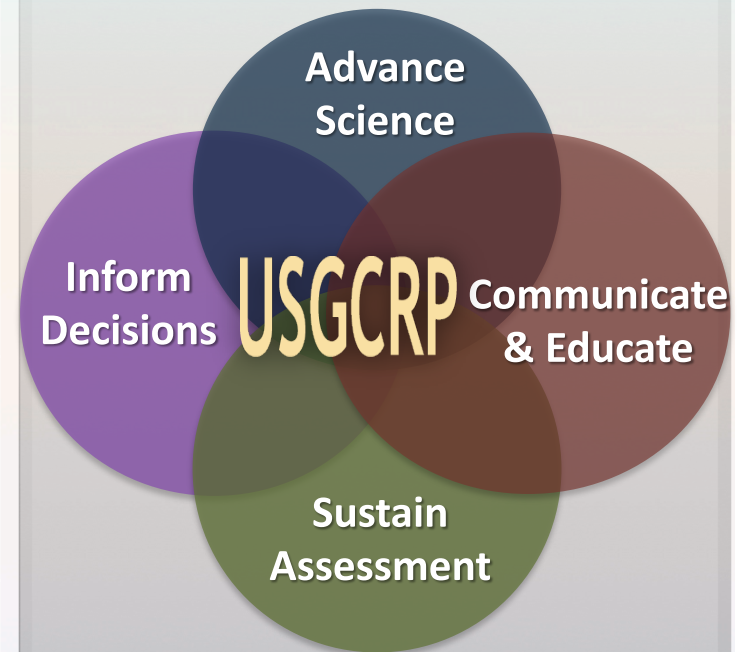 Advance
Science
Inform
Decisions
USGCRP
Communicate
& Educate
Sustain
Assessment